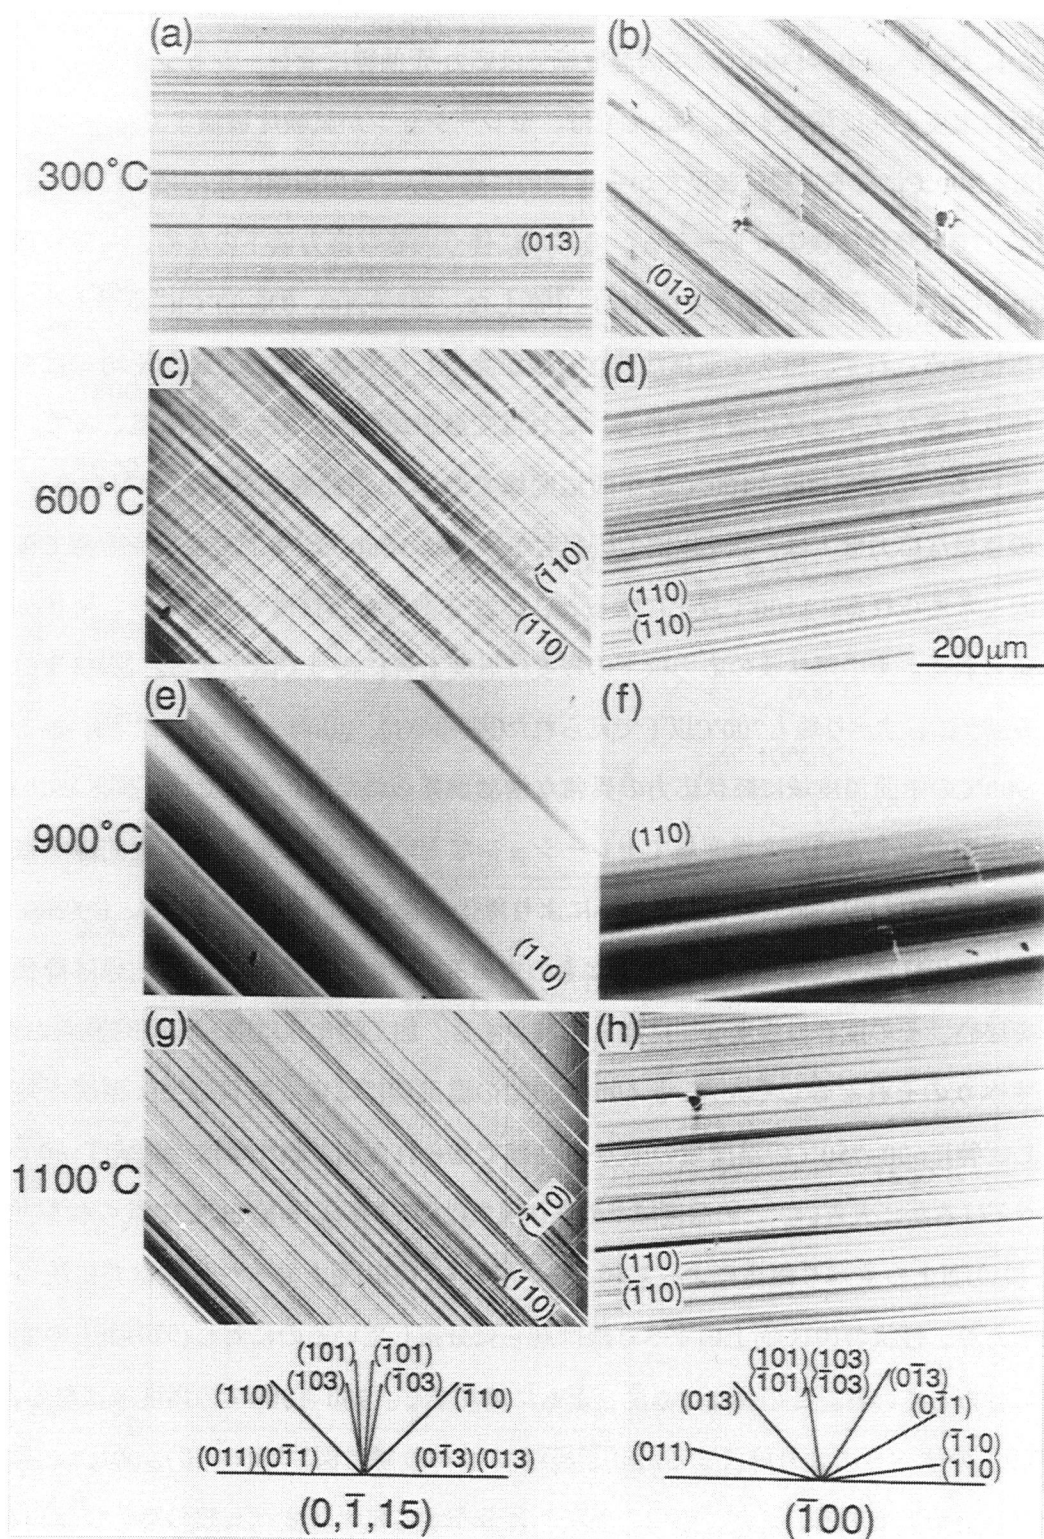 (a)
(b)
300°C
(013)
(013)
(c)
(d)
600°C
(1̅10)
(110)
(110)
(1̅10)
200μm
(e)
(f)
900°C
(110)
(110)
(g)
(h)
1100°C
(1̅10)
(110)
(110)
(1̅10)
(101) (1̅01)
(110) (103) (1̅03) (1̅10)
(011)(01̅1) (01̅3)(013)
(0,1̅,15)
(101)(103)
(013) (1̅01)(1̅03) (01̅3)
(01̅1)
(011) (1̅10)
(110)
(1̅00)